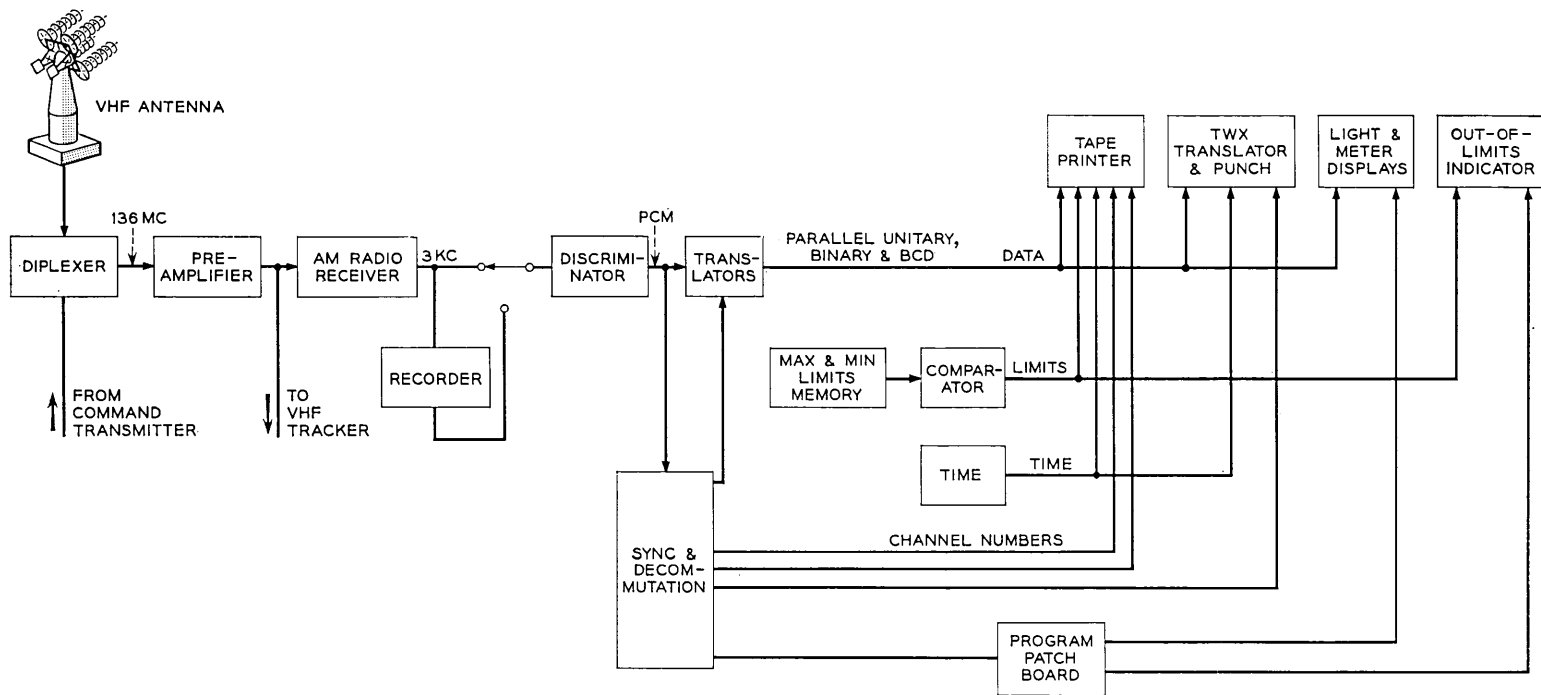 VHF ANTENNA
136 MC
DIPLEXER
PRE-
AMPLIFIER
AM RADIO
RECEIVER
3 KC
DISCRIMI-
NATOR
PCM
TRANS-
LATORS
PARALLEL UNITARY,
BINARY & BCD
DATA
TAPE
PRINTER
TWX
TRANSLATOR
& PUNCH
LIGHT &
METER
DISPLAYS
OUT-OF-
LIMITS
INDICATOR
FROM
COMMAND
TRANSMITTER
TO
VHF
TRACKER
RECORDER
MAX & MIN
LIMITS
MEMORY
COMPAR-
ATOR
LIMITS
TIME
TIME
SYNC &
DECOM-
MUTATION
CHANNEL NUMBERS
PROGRAM
PATCH
BOARD